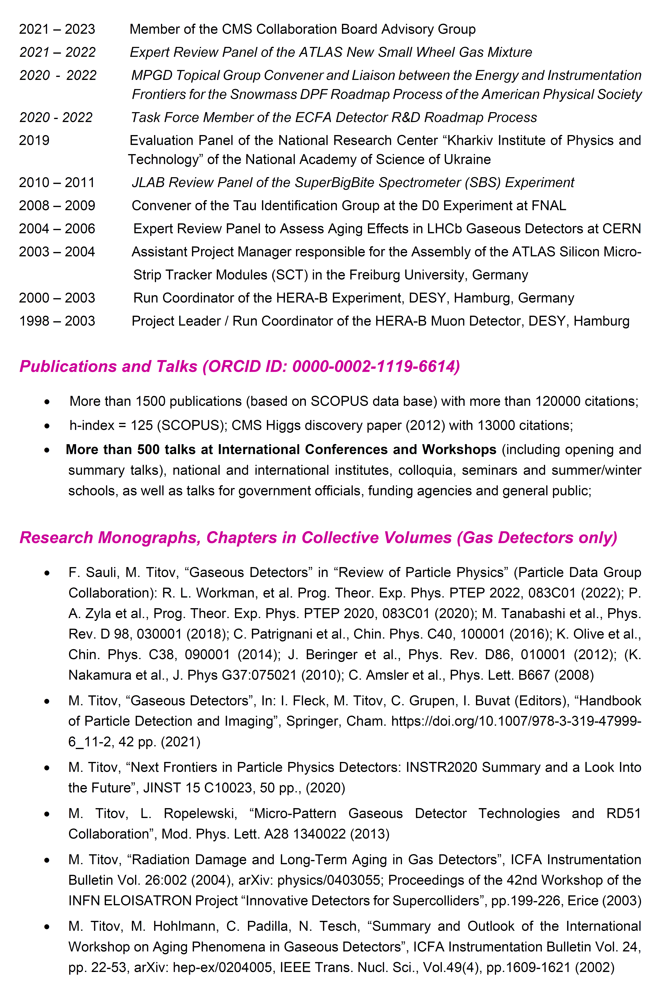 2021 – 2023 Member of the CMS Collaboration Board Advisory Group
2021 – 2022 Expert Review Panel of the ATLAS New Small Wheel Gas Mixture
2020 - 2022 MPGD Topical Group Convener and Liaison between the Energy and Instrumentation
Frontiers for the Snowmass DPF Roadmap Process of the American Physical Society
2020 - 2022 Task Force Member of the ECFA Detector R&D Roadmap Process
2019 Evaluation Panel of the National Research Center “Kharkiv Institute of Physics and
Technology” of the National Academy of Science of Ukraine
2010 – 2011 JLAB Review Panel of the SuperBigBite Spectrometer (SBS) Experiment
2008 – 2009 Convener of the Tau Identification Group at the D0 Experiment at FNAL
2004 – 2006 Expert Review Panel to Assess Aging Effects in LHCb Gaseous Detectors at CERN
2003 – 2004 Assistant Project Manager responsible for the Assembly of the ATLAS Silicon Micro-
Strip Tracker Modules (SCT) in the Freiburg University, Germany
2000 – 2003 Run Coordinator of the HERA-B Experiment, DESY, Hamburg, Germany
1998 – 2003 Project Leader / Run Coordinator of the HERA-B Muon Detector, DESY, Hamburg
Publications and Talks (ORCID ID: 0000-0002-1119-6614)
• More than 1500 publications (based on SCOPUS data base) with more than 120000 citations;
• h-index = 125 (SCOPUS); CMS Higgs discovery paper (2012) with 13000 citations;
• More than 500 talks at International Conferences and Workshops (including opening and
summary talks), national and international institutes, colloquia, seminars and summer/winter
schools, as well as talks for government officials, funding agencies and general public;
Research Monographs, Chapters in Collective Volumes (Gas Detectors only)
• F. Sauli, M. Titov, “Gaseous Detectors” in “Review of Particle Physics” (Particle Data Group
Collaboration): R. L. Workman, et al. Prog. Theor. Exp. Phys. PTEP 2022, 083C01 (2022); P.
A. Zyla et al., Prog. Theor. Exp. Phys. PTEP 2020, 083C01 (2020); M. Tanabashi et al., Phys.
Rev. D 98, 030001 (2018); C. Patrignani et al., Chin. Phys. C40, 100001 (2016); K. Olive et al.,
Chin. Phys. C38, 090001 (2014); J. Beringer et al., Phys. Rev. D86, 010001 (2012); (K.
Nakamura et al., J. Phys G37:075021 (2010); C. Amsler et al., Phys. Lett. B667 (2008)
• M. Titov, “Gaseous Detectors”, In: I. Fleck, M. Titov, C. Grupen, I. Buvat (Editors), “Handbook
of Particle Detection and Imaging”, Springer, Cham. https://doi.org/10.1007/978-3-319-47999-
6_11-2, 42 pp. (2021)
• M. Titov, “Next Frontiers in Particle Physics Detectors: INSTR2020 Summary and a Look Into
the Future”, JINST 15 C10023, 50 pp., (2020)
• M. Titov, L. Ropelewski, “Micro-Pattern Gaseous Detector Technologies and RD51
Collaboration”, Mod. Phys. Lett. A28 1340022 (2013)
• M. Titov, “Radiation Damage and Long-Term Aging in Gas Detectors”, ICFA Instrumentation
Bulletin Vol. 26:002 (2004), arXiv: physics/0403055; Proceedings of the 42nd Workshop of the
INFN ELOISATRON Project “Innovative Detectors for Supercolliders”, pp.199-226, Erice (2003)
• M. Titov, M. Hohlmann, C. Padilla, N. Tesch, “Summary and Outlook of the International
Workshop on Aging Phenomena in Gaseous Detectors”, ICFA Instrumentation Bulletin Vol. 24,
pp. 22-53, arXiv: hep-ex/0204005, IEEE Trans. Nucl. Sci., Vol.49(4), pp.1609-1621 (2002)